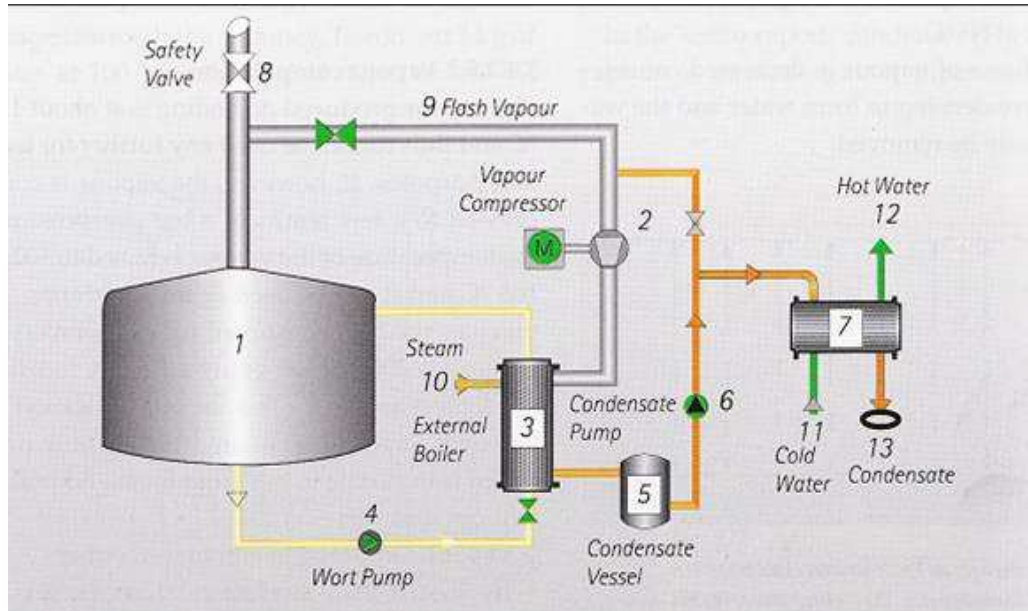 Safety
Valve
8
9 Flash Vapour
Vapour
Compressor
M
2
Hot Water
12
1
7
Steam
10
External
Boiler
3
Condensate
Pump
6
11
Cold
Water
13
Condensate
5
4
Wort Pump
Condensate
Vessel